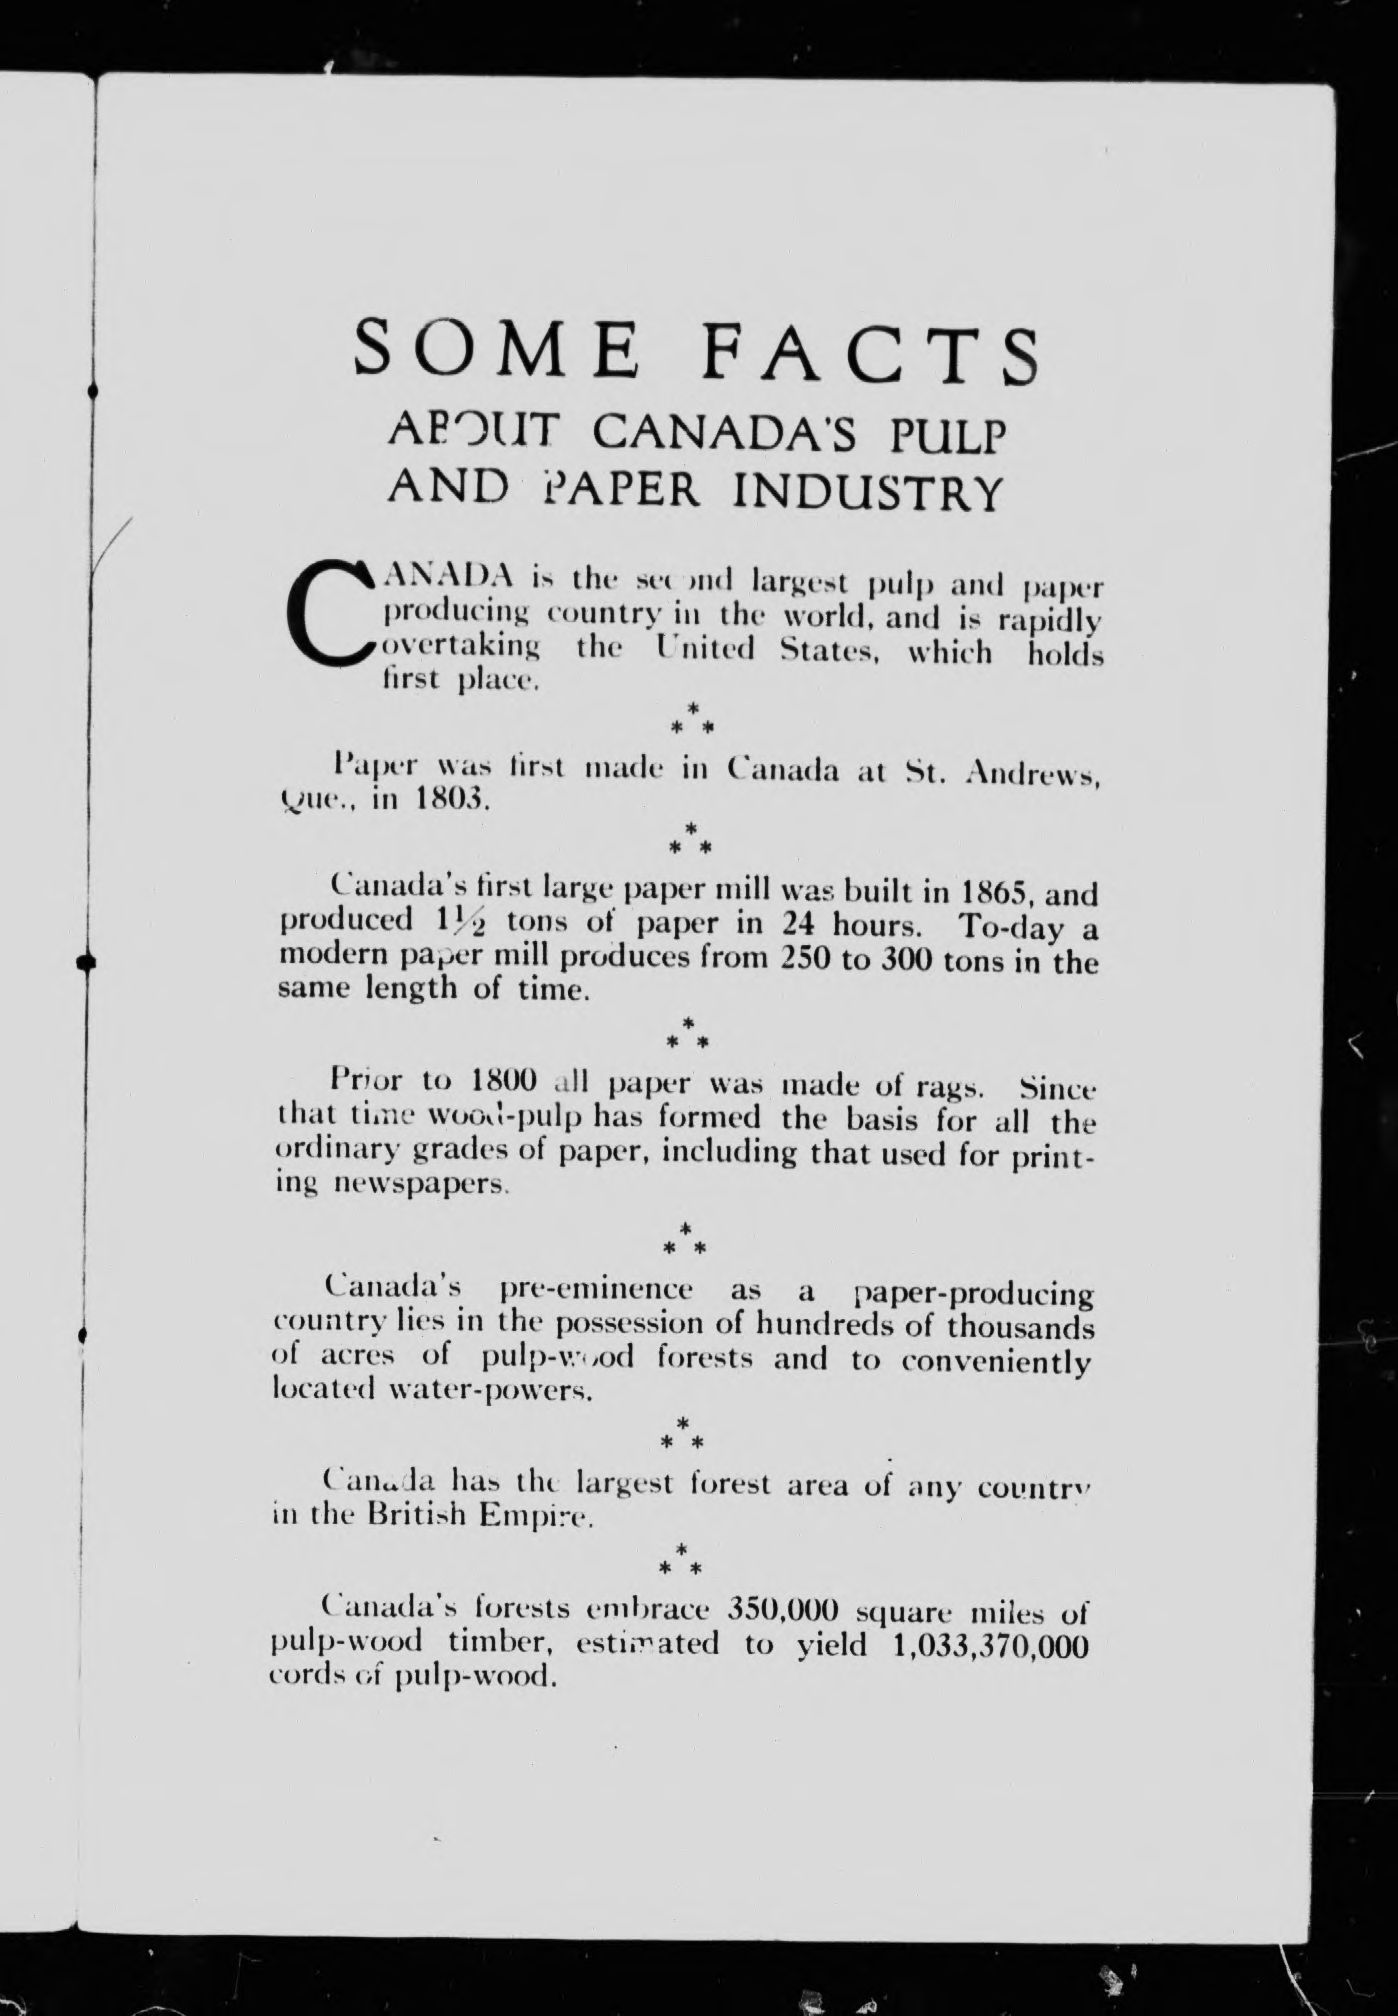 SOME FACTS
ABOUT CANADA'S PULP
AND PAPER INDUSTRY
CANADA is the second largest pulp and paper
producing country in the world, and is rapidly
overtaking the United States, which holds
first place.
*
* *
Paper was first made in Canada at St. Andrews,
Que., in 1803.
*
* *
Canada's first large paper mill was built in 1865, and
produced 1½ tons of paper in 24 hours. To-day a
modern paper mill produces from 250 to 300 tons in the
same length of time.
*
* *
Prior to 1800 all paper was made of rags. Since
that time wood-pulp has formed the basis for all the
ordinary grades of paper, including that used for print-
ing newspapers.
*
* *
Canada's pre-eminence as a paper-producing
country lies in the possession of hundreds of thousands
of acres of pulp-wood forests and to conveniently
located water-powers.
*
* *
Canada has the largest forest area of any country
in the British Empire.
*
* *
Canada's forests embrace 350,000 square miles of
pulp-wood timber, estimated to yield 1,033,370,000
cords of pulp-wood.